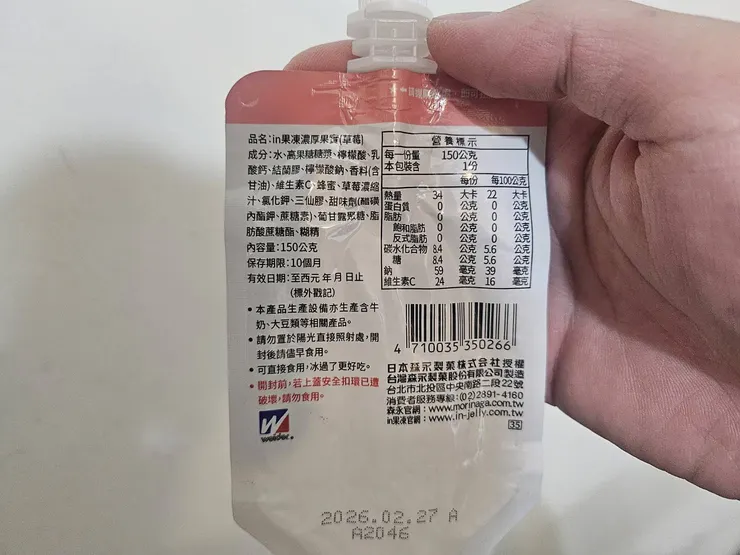 品名：in果凍濃厚果實(草莓)
成分：水、高果糖糖漿、檸檬酸、乳
酸鈣、結蘭膠、檸檬酸鈉、香料(含
甘油)、維生素C、蜂蜜、草莓濃縮
汁、氯化鉀、三仙膠、甜味劑(醋磺
內酯鉀、蔗糖素)、葡甘露聚糖、脂
肪酸蔗糖酯、糊精
內容量：150公克
保存期限：10個月
有效日期：至西元 年 月 日止
(標外戳記)
• 本產品生產設備亦生產含牛
奶、大豆類等相關產品。
• 請勿置於陽光直接照射處，開
封後請儘早食用。
• 可直接食用，冰過了更好吃。
• 開封前，若上蓋安全扣環已遭
破壞，請勿食用。
W
weider
營養標示
每一份量 150公克
本包裝含 1份
每份 每100公克
熱量 34 大卡 22 大卡
蛋白質 0 公克 0 公克
脂肪 0 公克 0 公克
飽和脂肪 0 公克 0 公克
反式脂肪 0 公克 0 公克
碳水化合物 8.4 公克 5.6 公克
糖 8.4 公克 5.6 公克
鈉 59 毫克 39 毫克
維生素C 24 毫克 16 毫克
4 710035 350266
日本森永製菓株式会社授權
台灣森永製菓股份有限公司製造
台北市北投區中央南路二段22號
消費者服務專線：(02)2891-4160
森永官網：www.morinaga.com.tw
in果凍官網：www.in-jelly.com.tw
35
2026.02.27 A
A2046